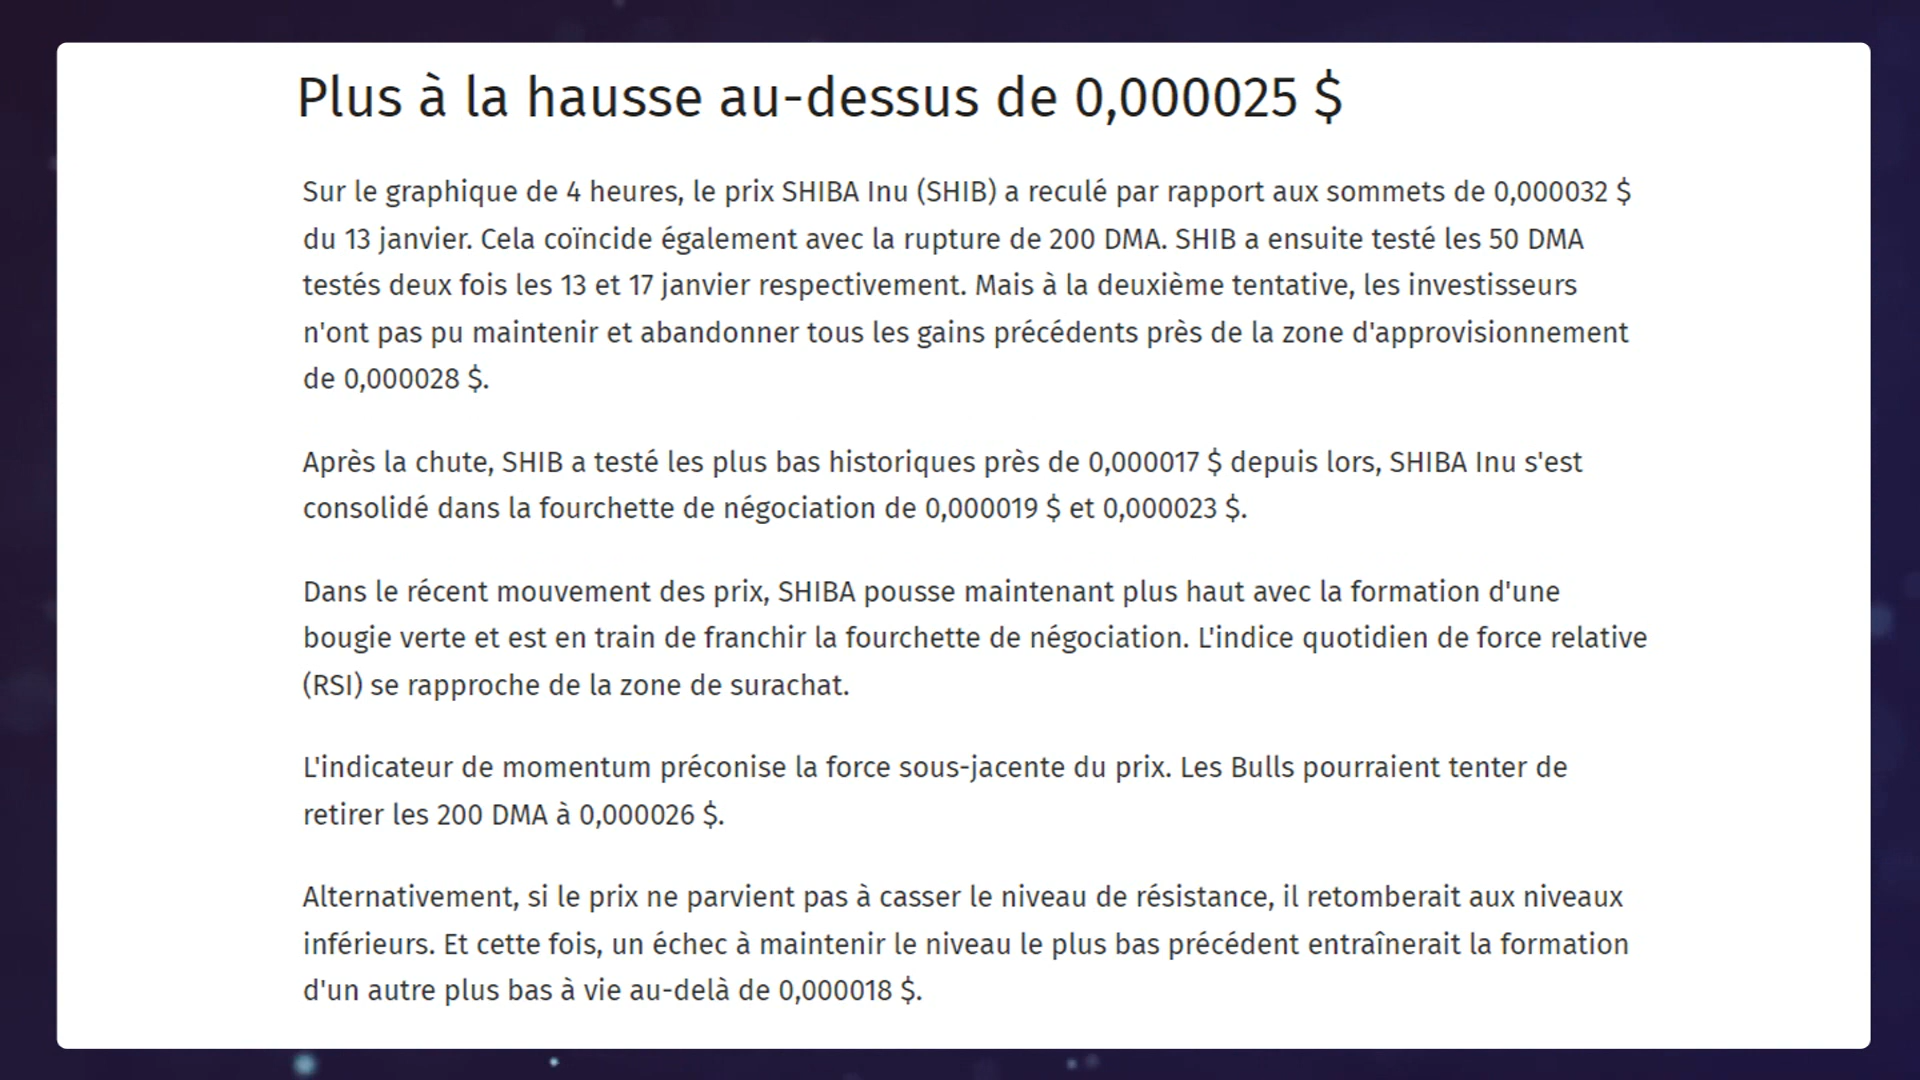 Plus à la hausse au-dessus de 0,000025 $
Sur le graphique de 4 heures, le prix SHIBA Inu (SHIB) a reculé par rapport aux sommets de 0,000032 $
du 13 janvier. Cela coïncide également avec la rupture de 200 DMA. SHIB a ensuite testé les 50 DMA
testés deux fois les 13 et 17 janvier respectivement. Mais à la deuxième tentative, les investisseurs
n'ont pas pu maintenir et abandonner tous les gains précédents près de la zone d'approvisionnement
de 0,000028 $.
Après la chute, SHIB a testé les plus bas historiques près de 0,000017 $ depuis lors, SHIBA Inu s'est
consolidé dans la fourchette de négociation de 0,000019 $ et 0,000023 $.
Dans le récent mouvement des prix, SHIBA pousse maintenant plus haut avec la formation d'une
bougie verte et est en train de franchir la fourchette de négociation. L'indice quotidien de force relative
(RSI) se rapproche de la zone de surachat.
L'indicateur de momentum préconise la force sous-jacente du prix. Les Bulls pourraient tenter de
retirer les 200 DMA à 0,000026 $.
Alternativement, si le prix ne parvient pas à casser le niveau de résistance, il retomberait aux niveaux
inférieurs. Et cette fois, un échec à maintenir le niveau le plus bas précédent entraînerait la formation
d'un autre plus bas à vie au-delà de 0,000018 $.